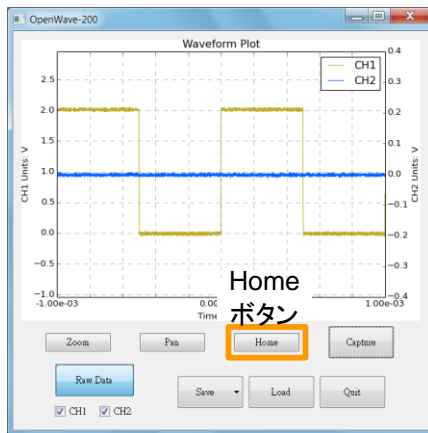 OpenWave-200
Waveform Plot
CH1
CH2
2.5
2.0
1.5
1.0
0.5
0.0
−0.5
−1.0
CH1 Units: V
0.4
0.3
0.2
0.1
0.0
−0.1
−0.2
−0.3
−0.4
CH2 Units: V
-1.00e-03
0.00
1.00e-03
Time
Home
ボタン
Zoom
Pan
Home
Capture
Raw Data
Save
Load
Quit
CH1
CH2